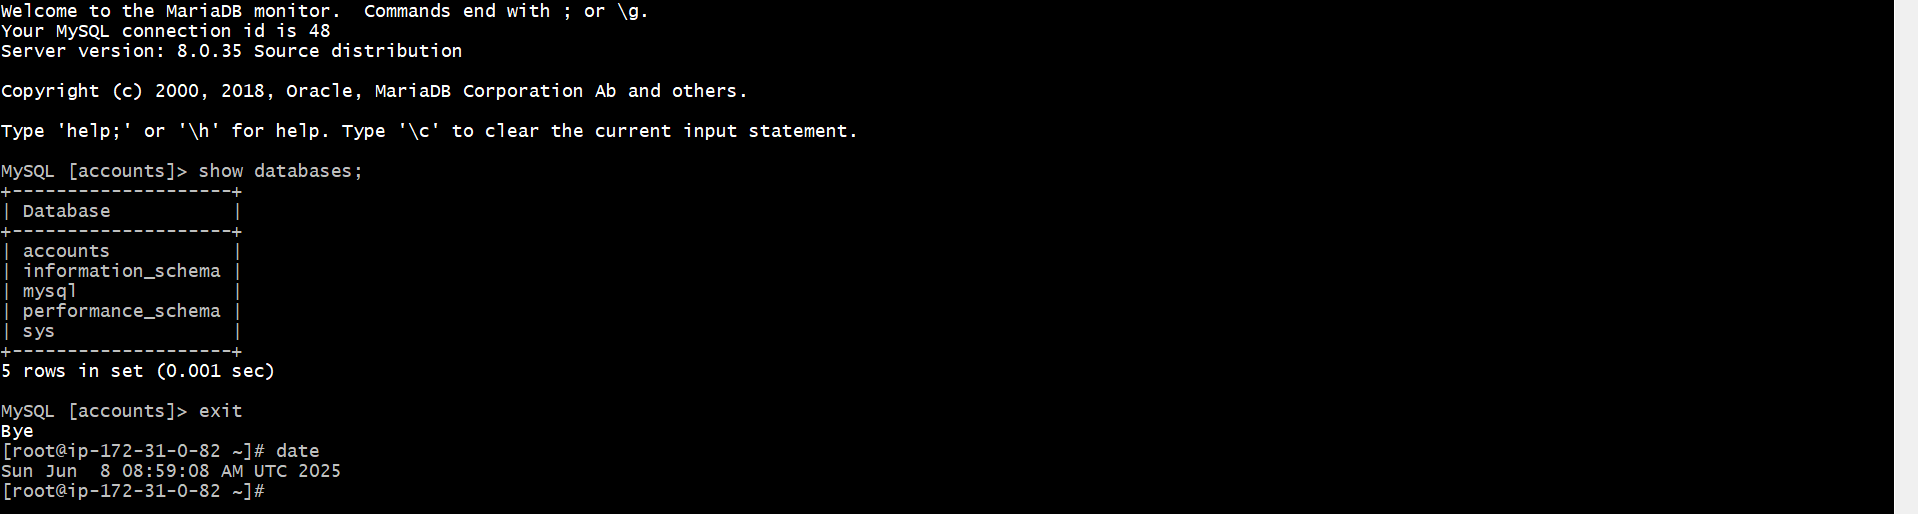 Welcome to the MariaDB monitor.  Commands end with ; or \g.
Your MySQL connection id is 48
Server version: 8.0.35 Source distribution

Copyright (c) 2000, 2018, Oracle, MariaDB Corporation Ab and others.

Type 'help;' or '\h' for help. Type '\c' to clear the current input statement.

MySQL [accounts]> show databases;
+--------------------+
| Database           |
+--------------------+
| accounts           |
| information_schema |
| mysql              |
| performance_schema |
| sys                |
+--------------------+
5 rows in set (0.001 sec)

MySQL [accounts]> exit
Bye
[root@ip-172-31-0-82 ~]# date
Sun Jun  8 08:59:08 AM UTC 2025
[root@ip-172-31-0-82 ~]#